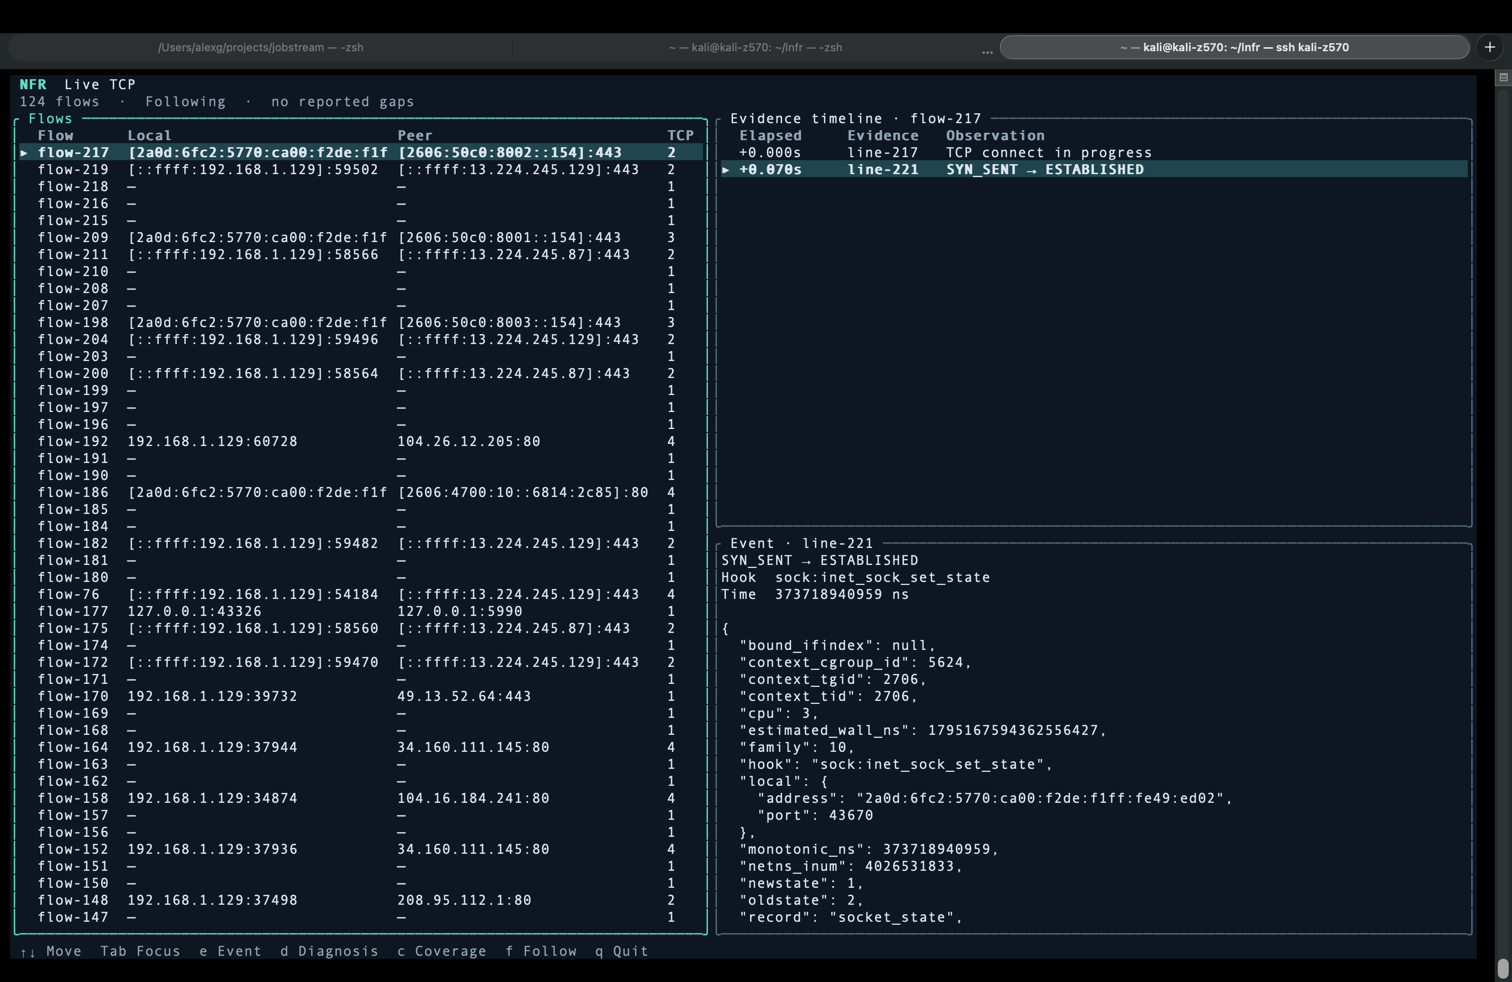 /Users/alexg/projects/jobstream — -zsh
~ — kali@kali-z570: ~/lnfr — -zsh
...
~ — kali@kali-z570: ~/lnfr — ssh kali-z570
+
NFR Live TCP
124 flows · Following · no reported gaps
Flows
Flow Local Peer TCP
▸ flow-217 [2a0d:6fc2:5770:ca00:f2de:f1f [2606:50c0:8002::154]:443 2
flow-219 [::ffff:192.168.1.129]:59502 [::ffff:13.224.245.129]:443 2
flow-218 — — 1
flow-216 — — 1
flow-215 — — 1
flow-209 [2a0d:6fc2:5770:ca00:f2de:f1f [2606:50c0:8001::154]:443 3
flow-211 [::ffff:192.168.1.129]:58566 [::ffff:13.224.245.87]:443 2
flow-210 — — 1
flow-208 — — 1
flow-207 — — 1
flow-198 [2a0d:6fc2:5770:ca00:f2de:f1f [2606:50c0:8003::154]:443 3
flow-204 [::ffff:192.168.1.129]:59496 [::ffff:13.224.245.129]:443 2
flow-203 — — 1
flow-200 [::ffff:192.168.1.129]:58564 [::ffff:13.224.245.87]:443 2
flow-199 — — 1
flow-197 — — 1
flow-196 — — 1
flow-192 192.168.1.129:60728 104.26.12.205:80 4
flow-191 — — 1
flow-190 — — 1
flow-186 [2a0d:6fc2:5770:ca00:f2de:f1f [2606:4700:10::6814:2c85]:80 4
flow-185 — — 1
flow-184 — — 1
flow-182 [::ffff:192.168.1.129]:59482 [::ffff:13.224.245.129]:443 2
flow-181 — — 1
flow-180 — — 1
flow-76 [::ffff:192.168.1.129]:54184 [::ffff:13.224.245.129]:443 4
flow-177 127.0.0.1:43326 127.0.0.1:5990 1
flow-175 [::ffff:192.168.1.129]:58560 [::ffff:13.224.245.87]:443 2
flow-174 — — 1
flow-172 [::ffff:192.168.1.129]:59470 [::ffff:13.224.245.129]:443 2
flow-171 — — 1
flow-170 192.168.1.129:39732 49.13.52.64:443 1
flow-169 — — 1
flow-168 — — 1
flow-164 192.168.1.129:37944 34.160.111.145:80 4
flow-163 — — 1
flow-162 — — 1
flow-158 192.168.1.129:34874 104.16.184.241:80 4
flow-157 — — 1
flow-156 — — 1
flow-152 192.168.1.129:37936 34.160.111.145:80 4
flow-151 — — 1
flow-150 — — 1
flow-148 192.168.1.129:37498 208.95.112.1:80 2
flow-147 — — 1
Evidence timeline · flow-217
Elapsed Evidence Observation
+0.000s line-217 TCP connect in progress
▸ +0.070s line-221 SYN_SENT → ESTABLISHED
Event · line-221
SYN_SENT → ESTABLISHED
Hook sock:inet_sock_set_state
Time 373718940959 ns
{
"bound_ifindex": null,
"context_cgroup_id": 5624,
"context_tgid": 2706,
"context_tid": 2706,
"cpu": 3,
"estimated_wall_ns": 1795167594362556427,
"family": 10,
"hook": "sock:inet_sock_set_state",
"local": {
"address": "2a0d:6fc2:5770:ca00:f2de:f1ff:fe49:ed02",
"port": 43670
},
"monotonic_ns": 373718940959,
"netns_inum": 4026531833,
"newstate": 1,
"oldstate": 2,
"record": "socket_state",
↑↓ Move Tab Focus e Event d Diagnosis c Coverage f Follow q Quit